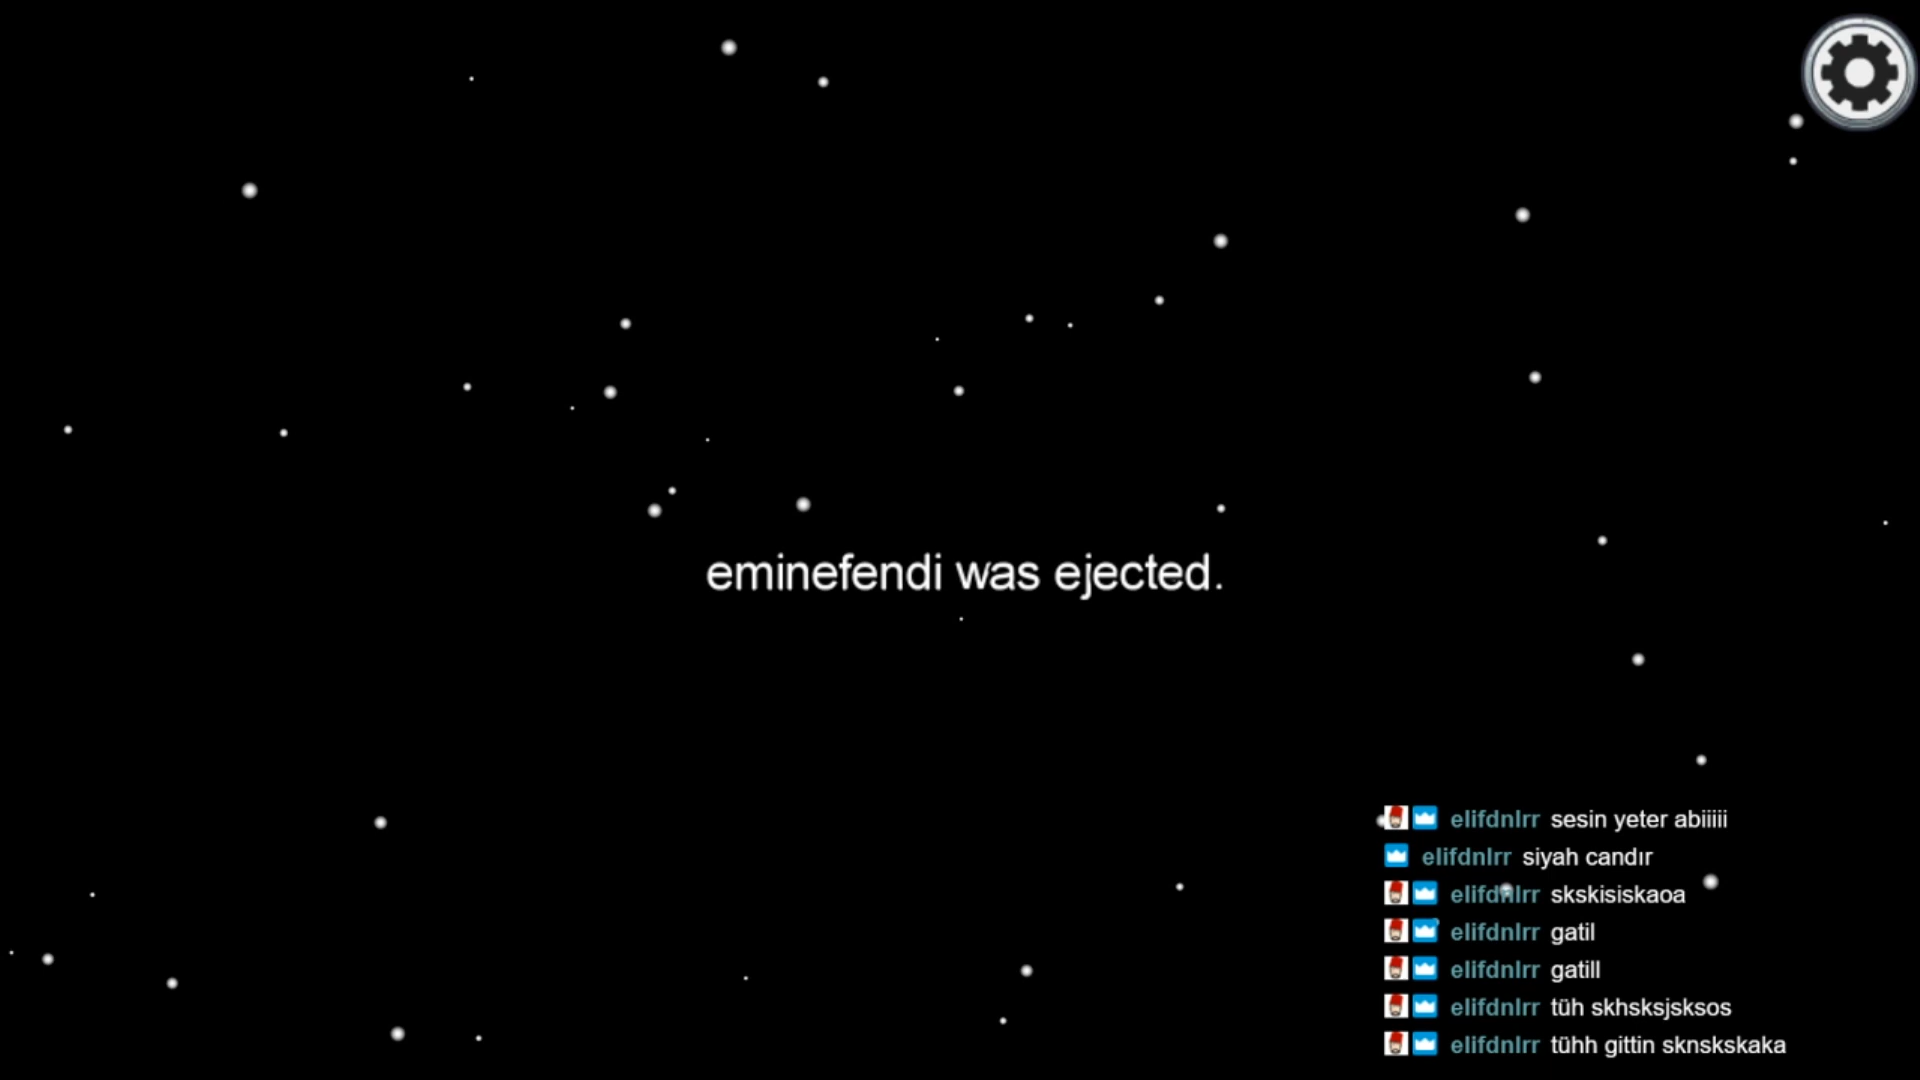 eminefendi was ejected.
elifdnlrr sesin yeter abiiiii
elifdnlrr siyah candır
elifdnlrr skskisiskaoa
elifdnlrr gatil
elifdnlrr gatill
elifdnlrr tüh skhsksjsksos
elifdnlrr tühh gittin sknskskaka